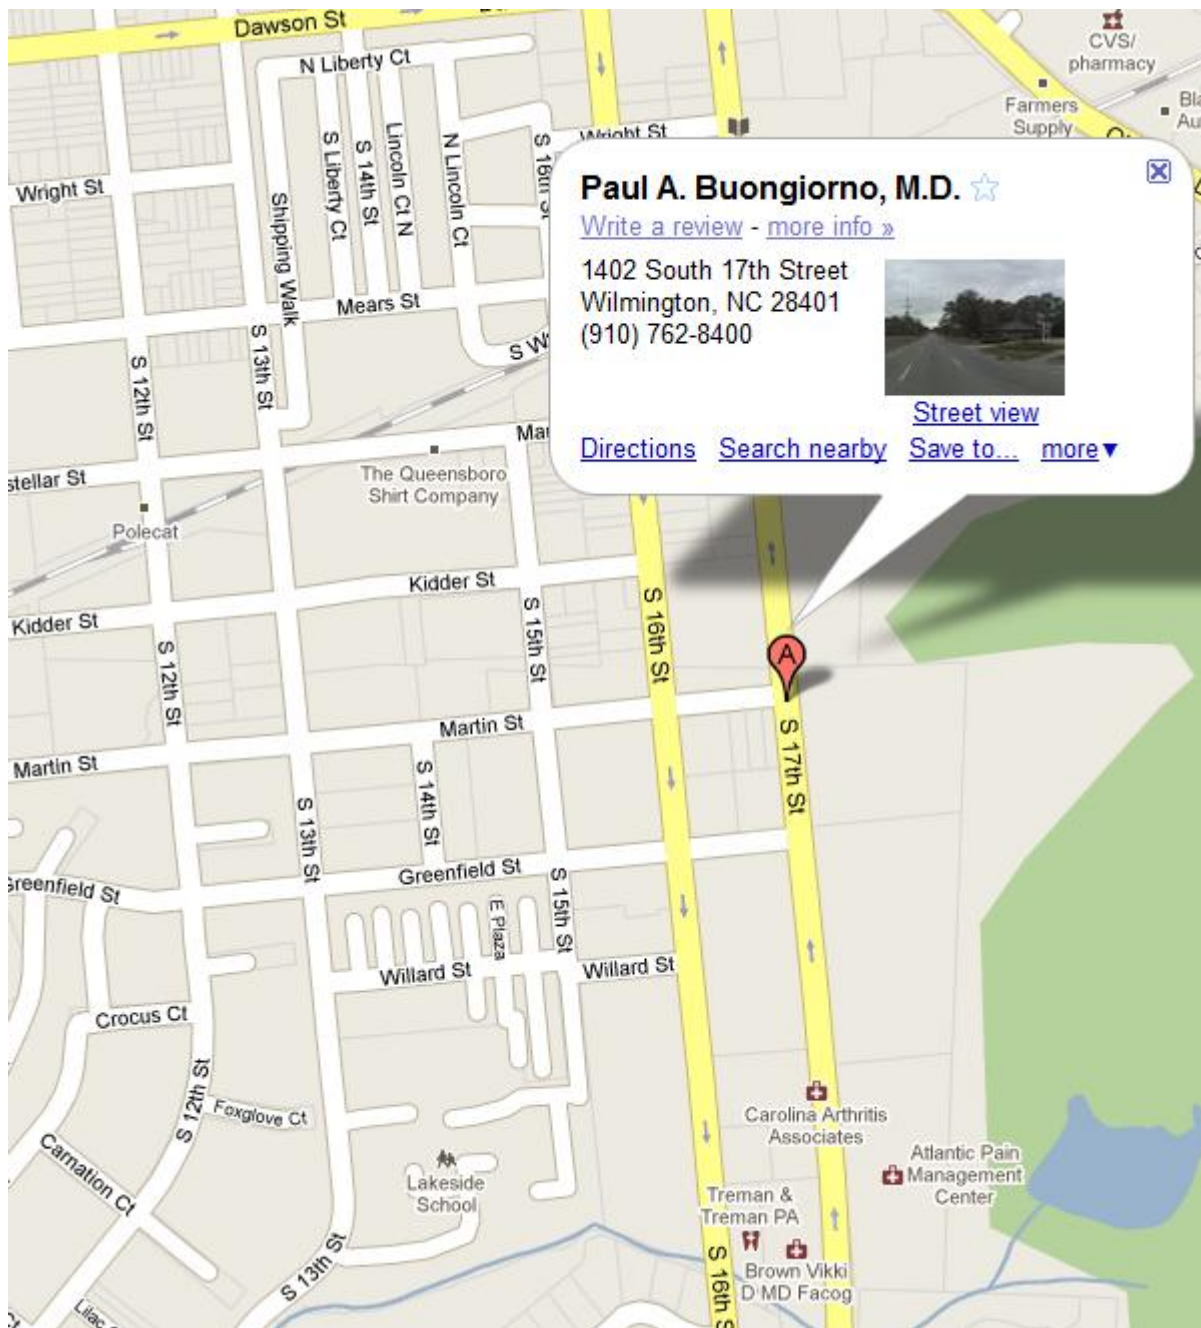 Dawson St
N Liberty Ct
CVS/
pharmacy
Farmers
Supply
Wright St
Wright St
S Liberty Ct
S 14th St
Lincoln Ct N
N Lincoln Ct
S 16th St
Shipping Walk
Mears St
Paul A. Buongiorno, M.D.
Write a review - more info »
1402 South 17th Street
Wilmington, NC 28401
(910) 762-8400
Street view
Directions Search nearby Save to... more▼
S 12th St
S 13th St
The Queensboro
Shirt Company
Polecat
Kidder St
Kidder St
S 12th St
S 15th St
S 16th St
A
Martin St
Martin St
S 17th St
S 14th St
S 13th St
Greenfield St
Greenfield St
S 15th St
E Plaza
Willard St
Willard St
Crocus Ct
S 12th St
Foxglove Ct
Carnation Ct
Lakeside
School
Carolina Arthritis
Associates
Atlantic Pain
Management
Center
Treman &
Treman PA
Brown Vikki
D MD Facog
S 13th St
S 16th S
Lilac